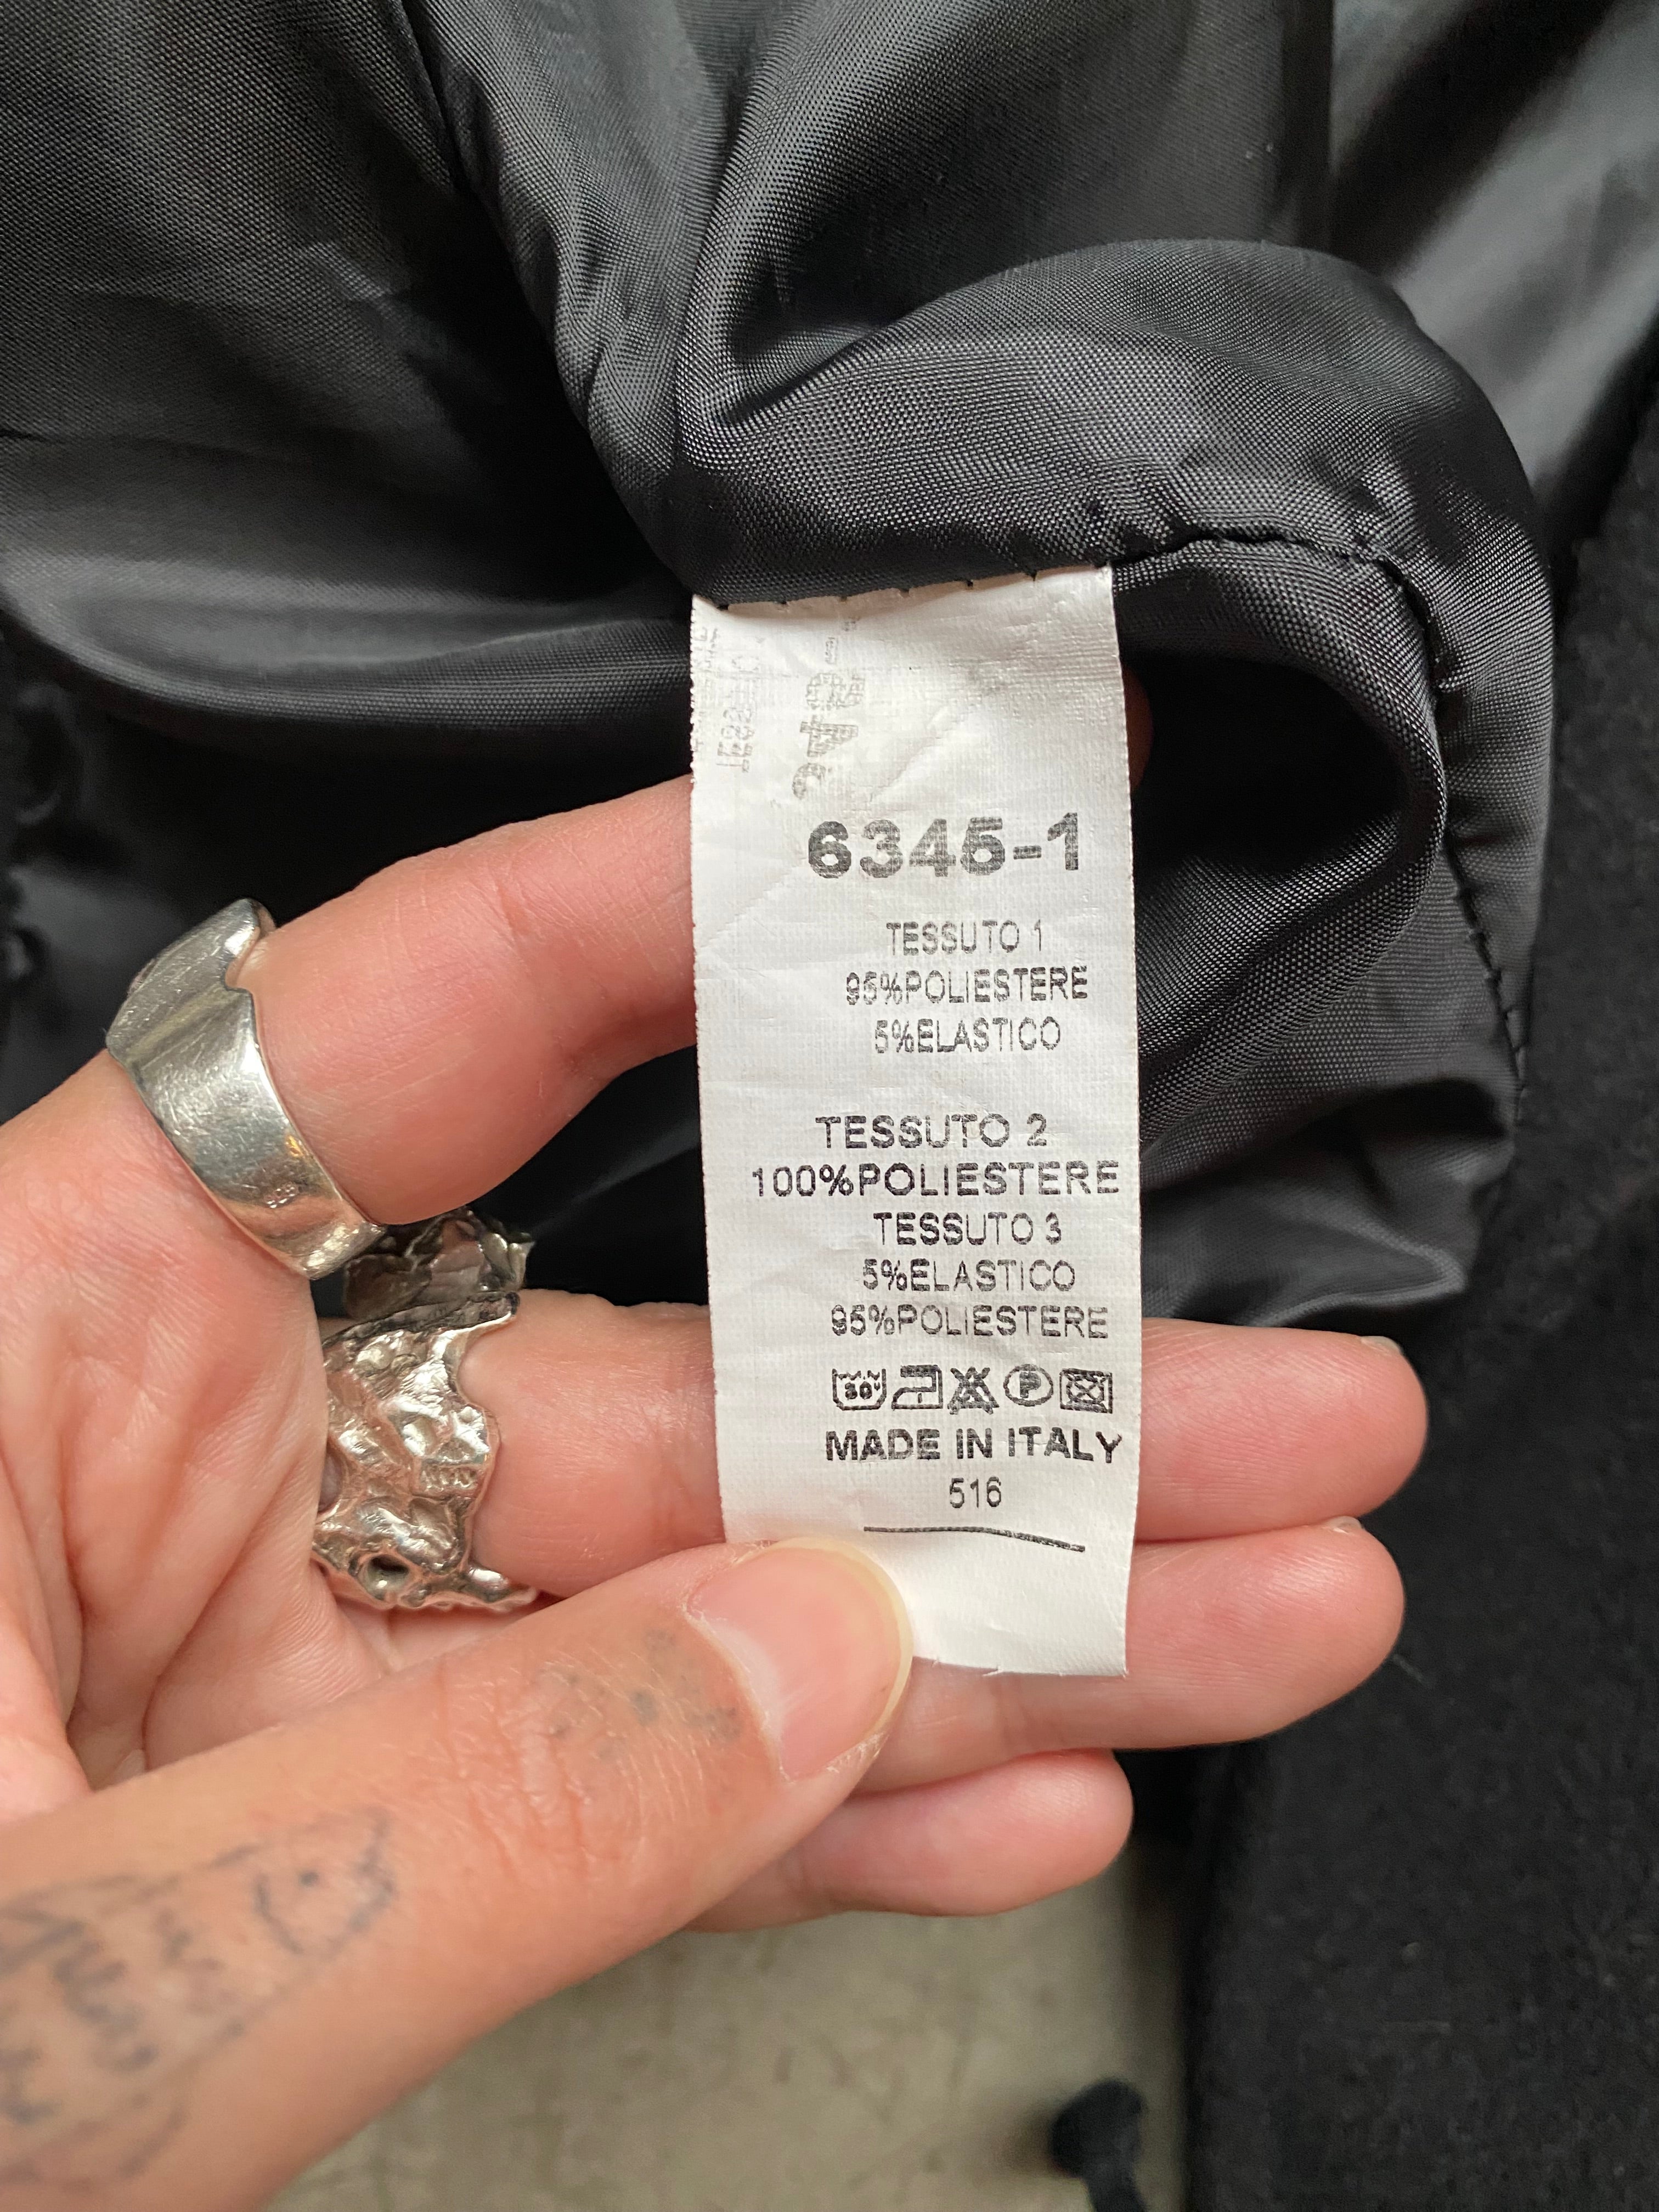 6345-1
TESSUTO 1
95%POLIESTERE
5%ELASTICO
TESSUTO 2
100%POLIESTERE
TESSUTO 3
5%ELASTICO
95%POLIESTERE
P
MADE IN ITALY
516